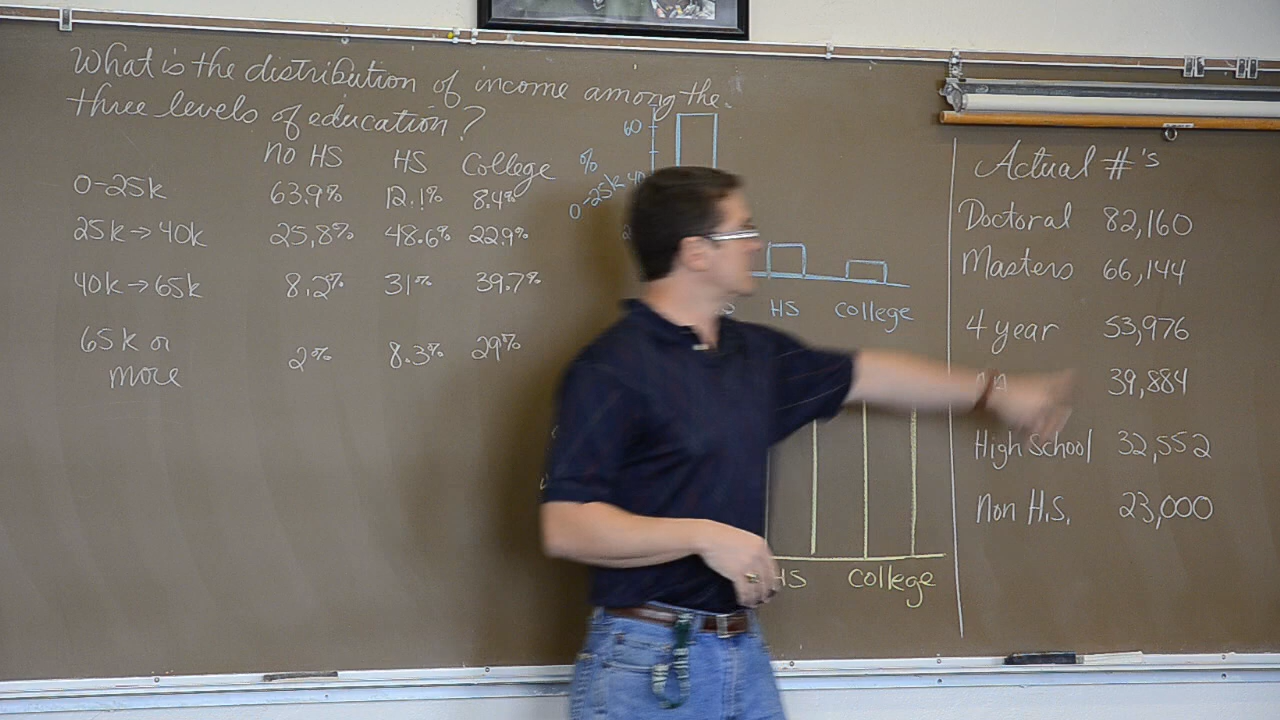 What is the distribution of income among the
three levels of education?
no HS HS College
0-25k 63.9% 12.1% 8.4%
25k→40k 25,8% 48.6% 22.9%
40k→65k 8.2% 31% 39.7%
65k or
more 2% 8.3% 29%
60
%
40
0-25k
HS College
HS College
Actual #'s
Doctoral 82,160
Masters 66,144
4 year 53,976
39,884
High School 32,552
Non H.S. 23,000